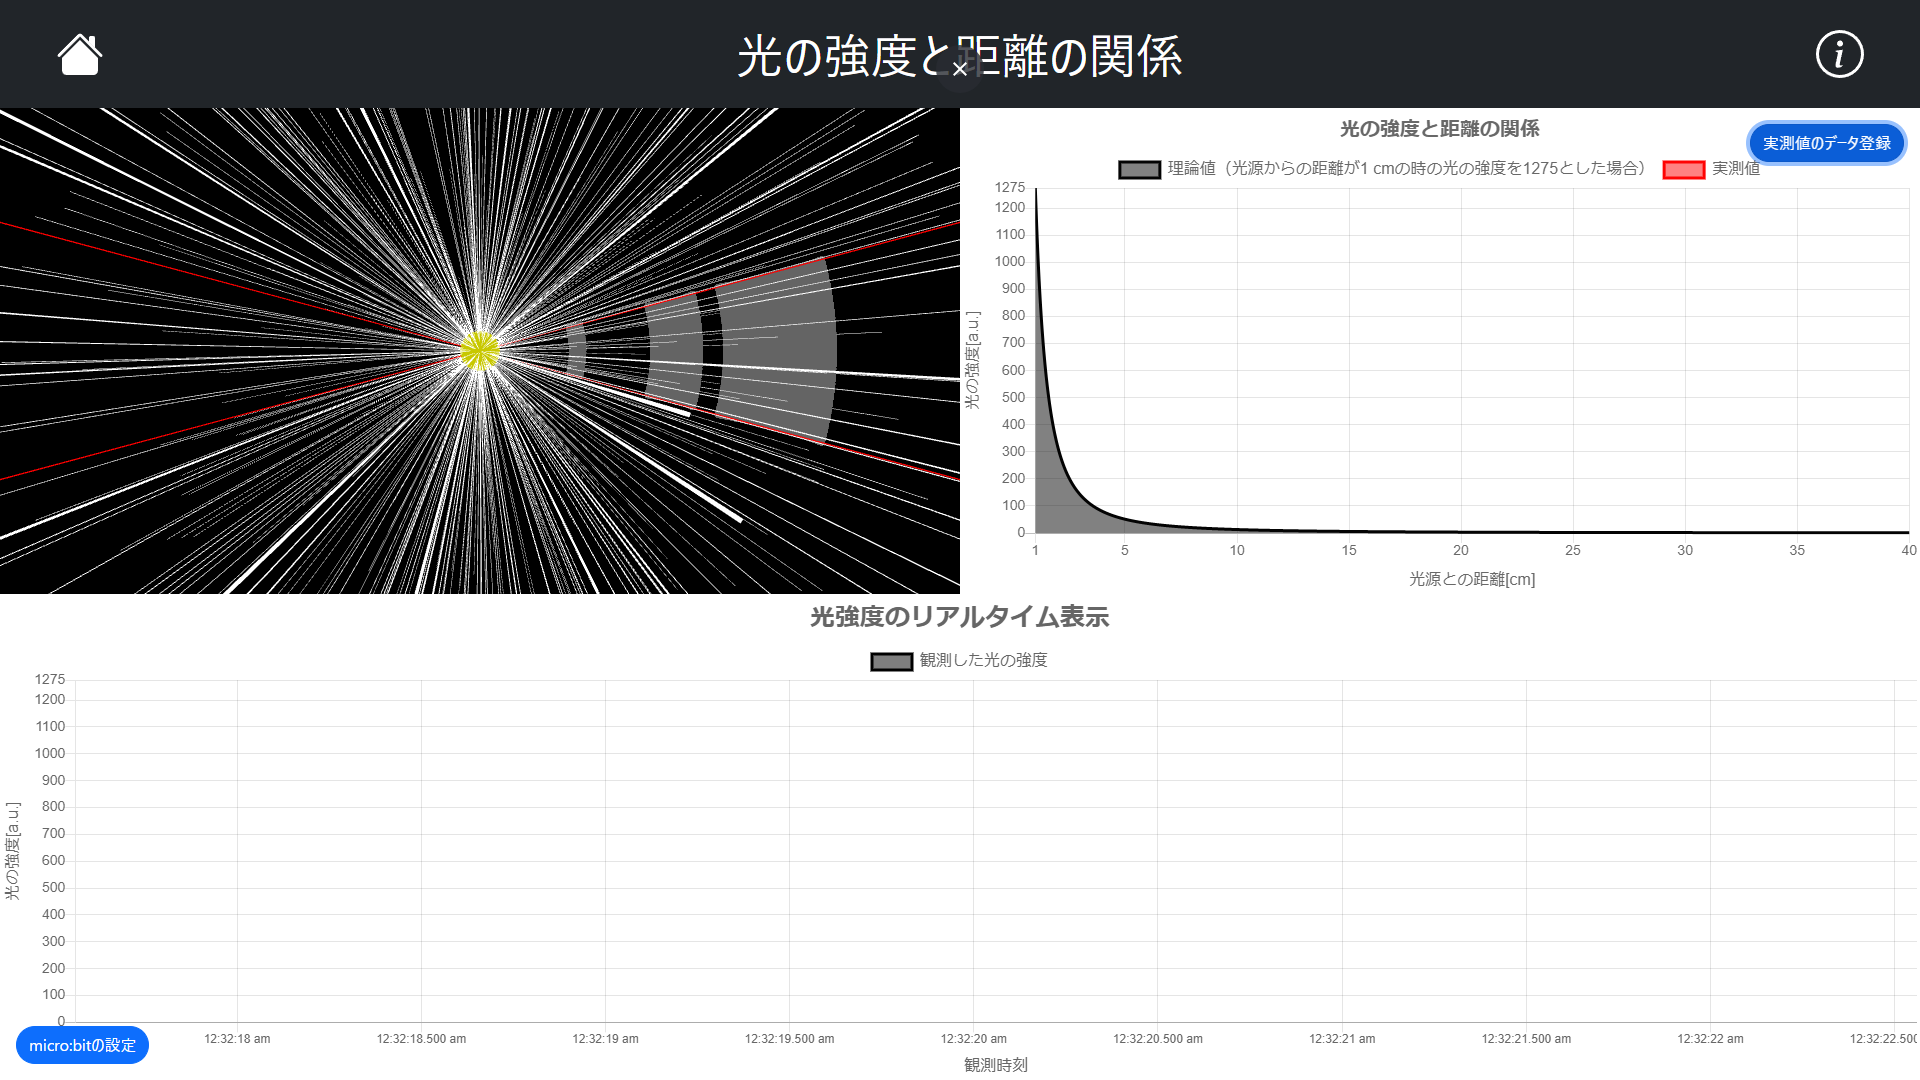 光の強度と距離の関係
×
i
光の強度と距離の関係
実測値のデータ登録
理論値（光源からの距離が1 cmの時の光の強度を1275とした場合）
実測値
1275
1200
1100
1000
900
800
700
600
500
400
300
200
100
0
光の強度[a.u.]
1 5 10 15 20 25 30 35 40
光源との距離[cm]
光強度のリアルタイム表示
観測した光の強度
1275
1200
1100
1000
900
800
700
600
500
400
300
200
100
0
光の強度[a.u.]
12:32:18 am 12:32:18.500 am 12:32:19 am 12:32:19.500 am 12:32:20 am 12:32:20.500 am 12:32:21 am 12:32:21.500 am 12:32:22 am 12:32:22.500
観測時刻
micro:bitの設定